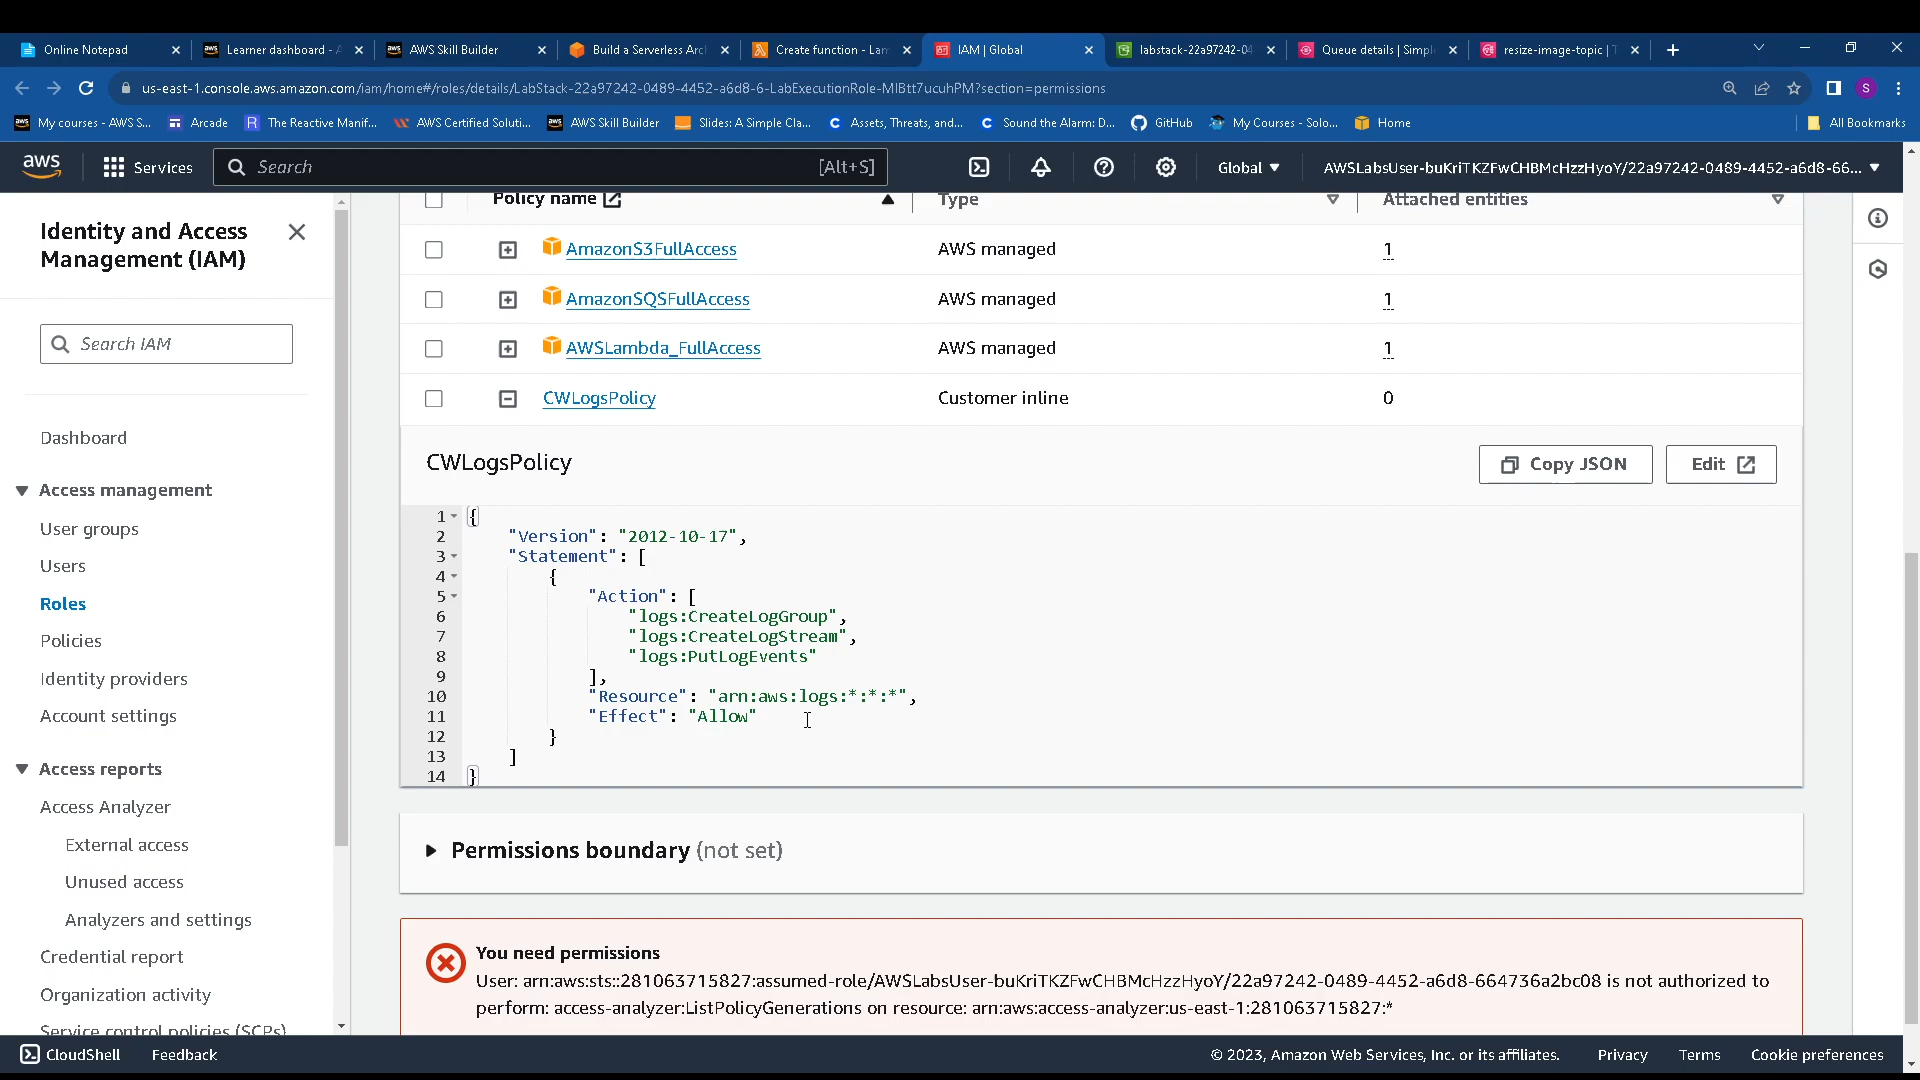 Online Notepad
Learner dashboard - A
AWS Skill Builder
Build a Serverless Arc
Create function - Lam
IAM | Global
labstack-22a97242-04
Queue details | Simpl
resize-image-topic | T
us-east-1.console.aws.amazon.com/iam/home#/roles/details/LabStack-22a97242-0489-4452-a6d8-6-LabExecutionRole-MlBtt7ucuhPM?section=permissions
My courses - AWS S...
Arcade
The Reactive Manif...
AWS Certified Soluti...
AWS Skill Builder
Slides: A Simple Cla...
Assets, Threats, and...
Sound the Alarm: D...
GitHub
My Courses - Solo...
Home
All Bookmarks
aws
Services
Search
[Alt+S]
Global
AWSLabsUser-buKriTKZFwCHBMcHzzHyoY/22a97242-0489-4452-a6d8-66...
Identity and Access
Management (IAM)
Search IAM
Dashboard
Access management
User groups
Users
Roles
Policies
Identity providers
Account settings
Access reports
Access Analyzer
External access
Unused access
Analyzers and settings
Credential report
Organization activity
Service control policies (SCPs)
Policy name
Type
Attached entities
AmazonS3FullAccess
AWS managed
1
AmazonSQSFullAccess
AWS managed
1
AWSLambda_FullAccess
AWS managed
1
CWLogsPolicy
Customer inline
0
CWLogsPolicy
Copy JSON
Edit
1 {
2 "Version": "2012-10-17",
3 "Statement": [
4 {
5 "Action": [
6 "logs:CreateLogGroup",
7 "logs:CreateLogStream",
8 "logs:PutLogEvents"
9 ],
10 "Resource": "arn:aws:logs:*:*:*",
11 "Effect": "Allow"
12 }
13 ]
14 }
Permissions boundary (not set)
You need permissions
User: arn:aws:sts::281063715827:assumed-role/AWSLabsUser-buKriTKZFwCHBMcHzzHyoY/22a97242-0489-4452-a6d8-664736a2bc08 is not authorized to
perform: access-analyzer:ListPolicyGenerations on resource: arn:aws:access-analyzer:us-east-1:281063715827:*
CloudShell
Feedback
© 2023, Amazon Web Services, Inc. or its affiliates.
Privacy
Terms
Cookie preferences